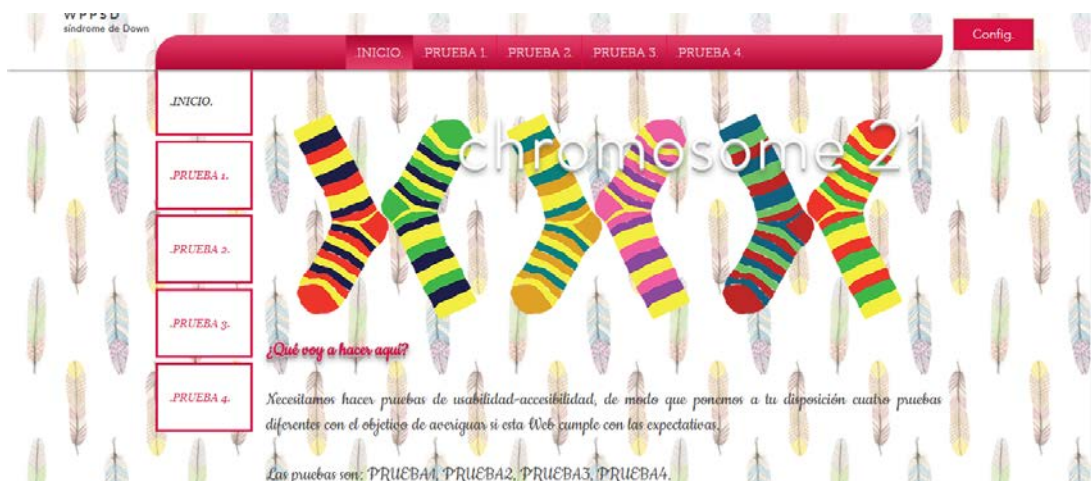 WPPSD
síndrome de Down
Config.
INICIO. .PRUEBA 1. .PRUEBA 2. .PRUEBA 3. .PRUEBA 4.
.INICIO.
.PRUEBA 1.
.PRUEBA 2.
.PRUEBA 3.
.PRUEBA 4.
chromosome 21
¿Qué voy a hacer aquí?
Necesitamos hacer pruebas de usabilidad-accesibilidad, de modo que ponemos a tu disposición cuatro pruebas
diferentes con el objetivo de averiguar si esta Web cumple con las expectativas.
Las pruebas son: PRUEBA1, PRUEBA2, PRUEBA3, PRUEBA4.